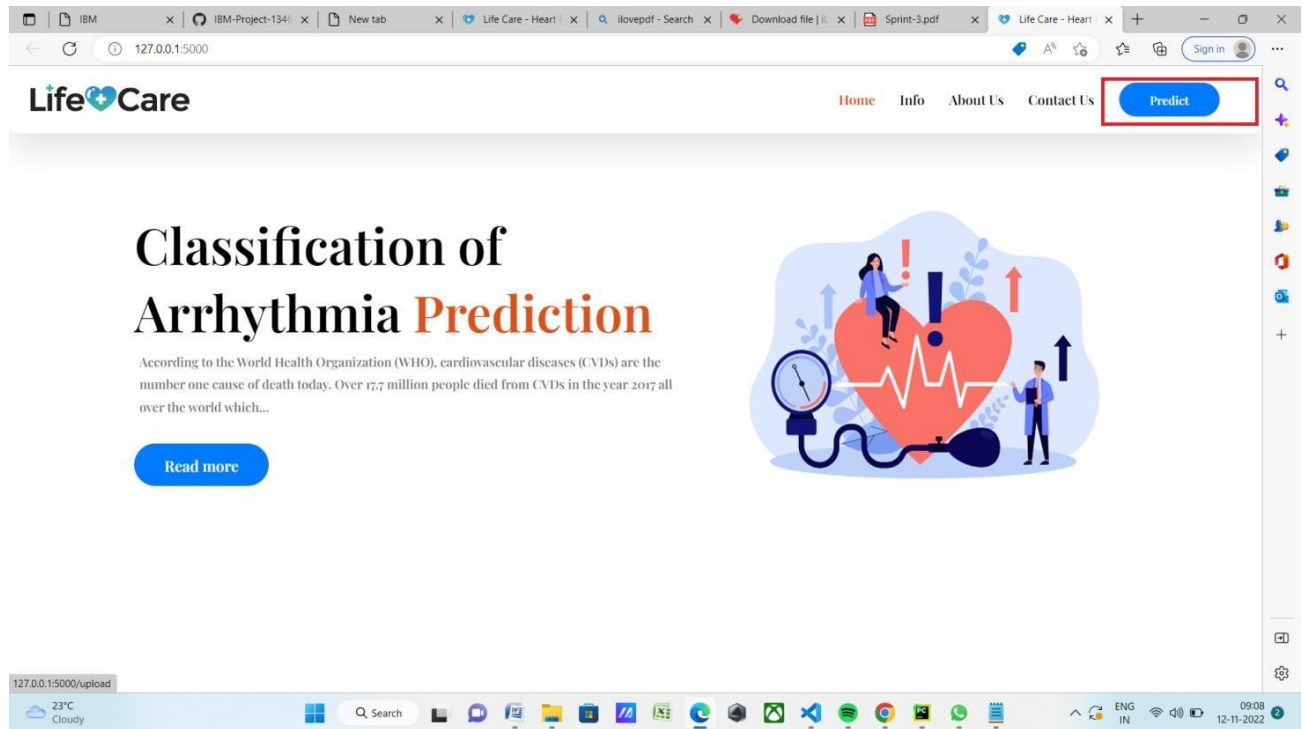 IBM
IBM-Project-1346
New tab
Life Care - Heart
ilovepdf - Search
Download file | iL
Sprint-3.pdf
Life Care - Heart
127.0.0.1:5000
Sign in
Life Care
Home Info About Us Contact Us Predict
Classification of
Arrhythmia Prediction
According to the World Health Organization (WHO), cardiovascular diseases (CVDs) are the
number one cause of death today. Over 17.7 million people died from CVDs in the year 2017 all
over the world which...
Read more
127.0.0.1:5000/upload
23°C
Cloudy
Search
ENG
IN
09:08
12-11-2022
2